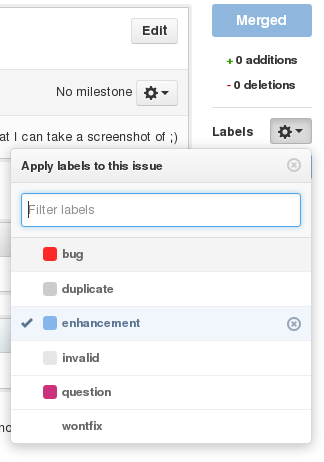 Merged
Edit
+ 0 additions
- 0 deletions
No milestone
Labels
at I can take a screenshot of ;)
Apply labels to this issue
Filter labels
bug
duplicate
enhancement
invalid
question
wontfix